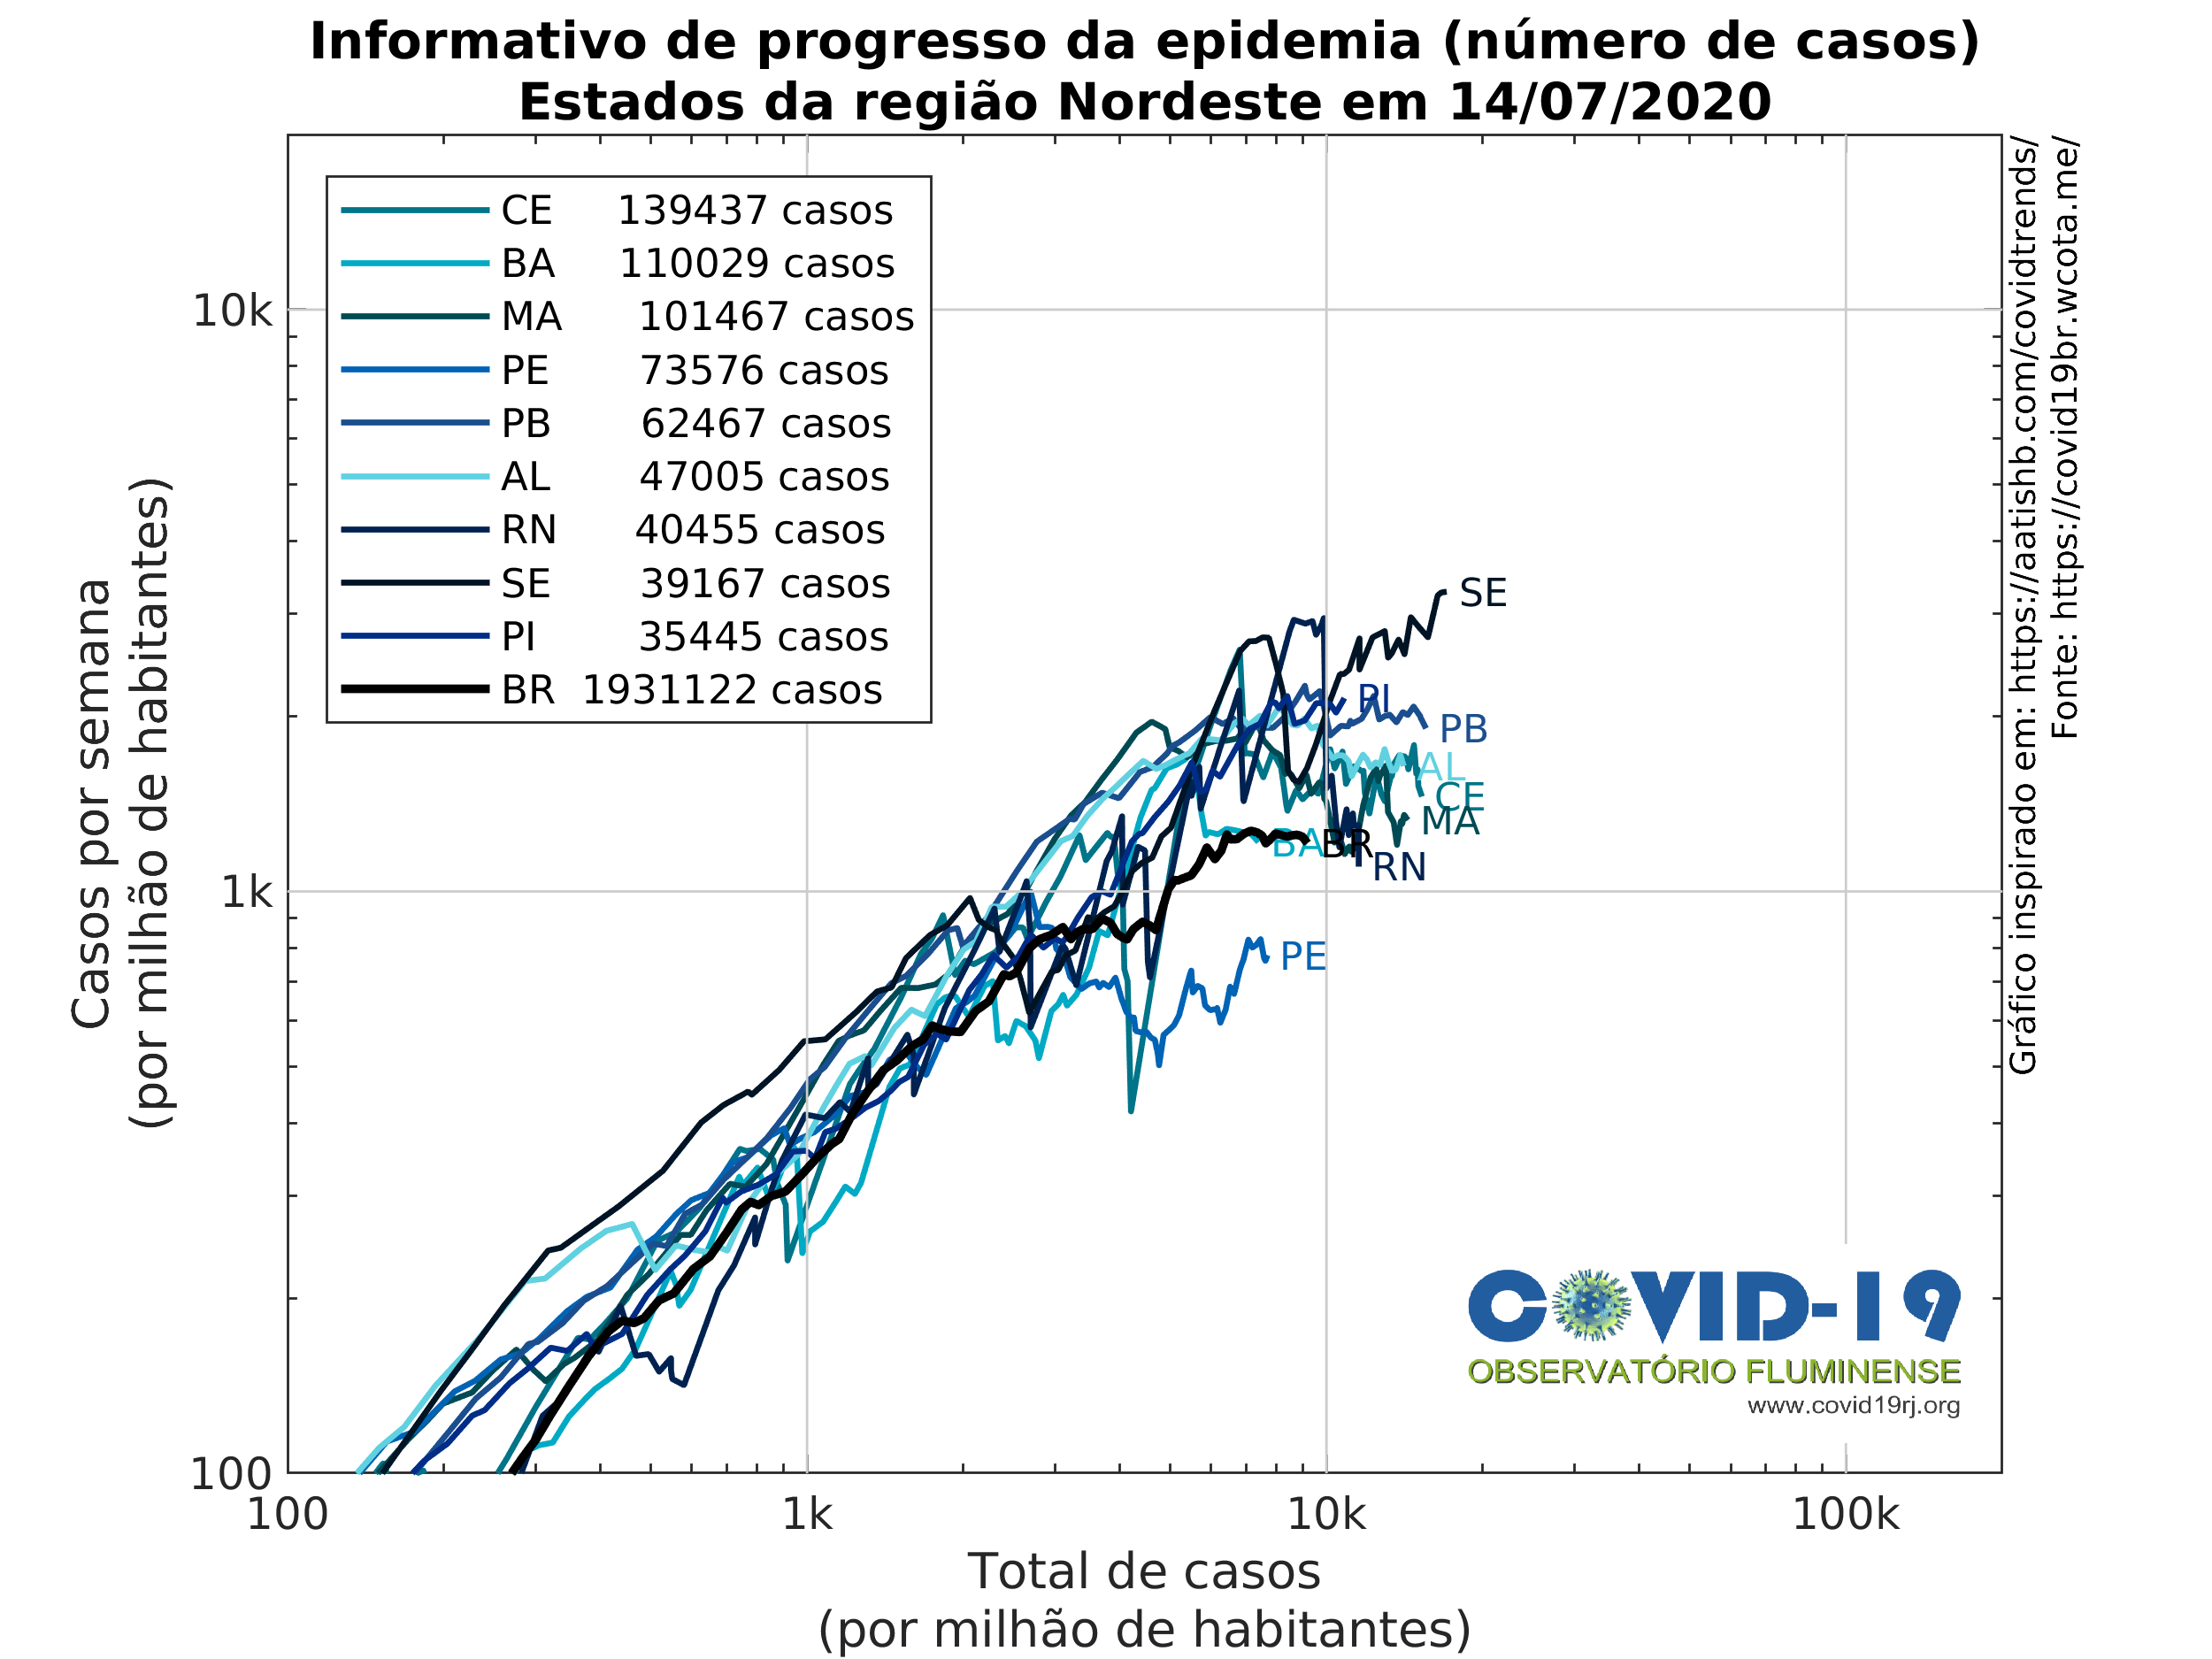 Informativo de progresso da epidemia (número de casos)
Estados da região Nordeste em 14/07/2020
CE 139437 casos
BA 110029 casos
MA 101467 casos
PE 73576 casos
PB 62467 casos
AL 47005 casos
RN 40455 casos
SE 39167 casos
PI 35445 casos
BR 1931122 casos
Casos por semana
(por milhão de habitantes)
10k
1k
100
SE
PI
PB
AL
CE
MA
BA
BR
RN
PE
Gráfico inspirado em: https://aatishb.com/covidtrends/
Fonte: https://covid19br.wcota.me/
COVID-19
OBSERVATÓRIO FLUMINENSE
www.covid19rj.org
100
1k
10k
100k
Total de casos
(por milhão de habitantes)